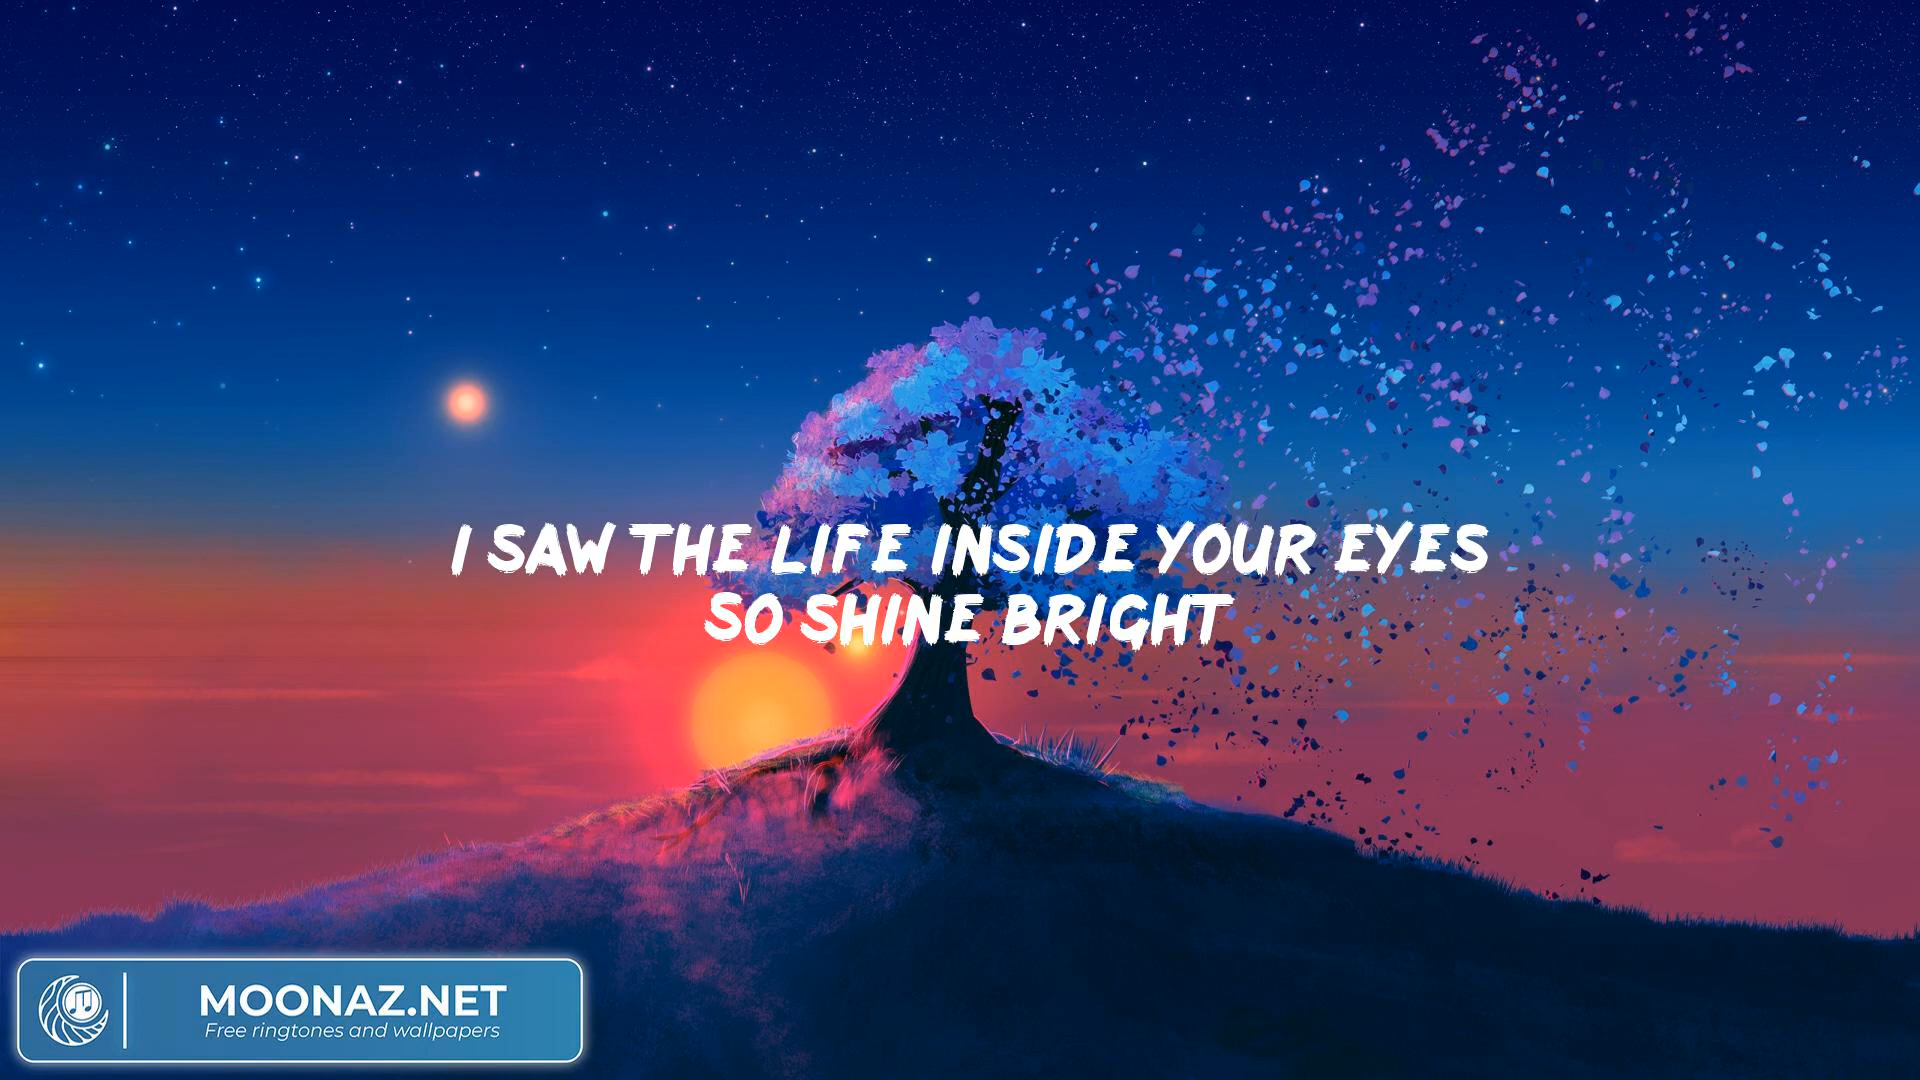 I SAW THE LIFE INSIDE YOUR EYES
SO SHINE BRIGHT
MOONAZ.NET
Free ringtones and wallpapers